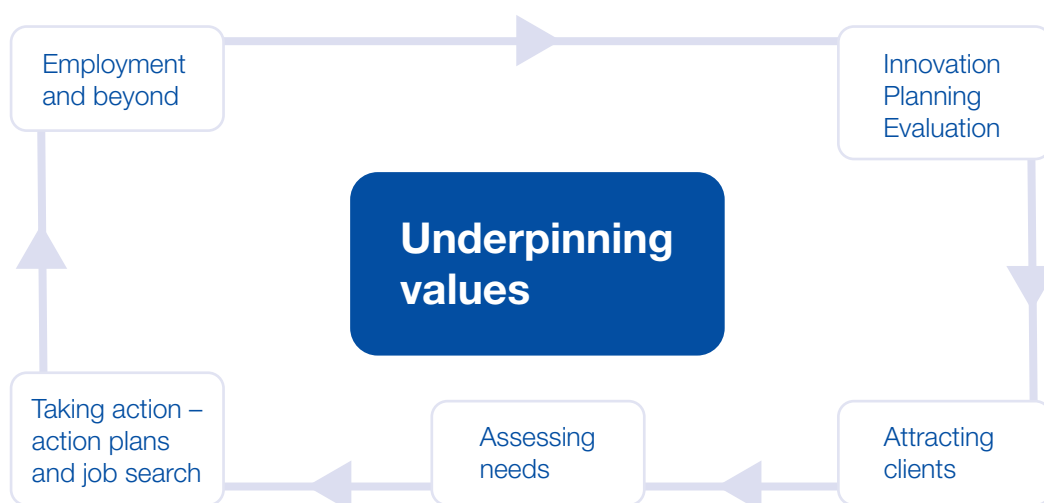 Employment
and beyond
Innovation
Planning
Evaluation
Underpinning
values
Taking action –
action plans
and job search
Assessing
needs
Attracting
clients